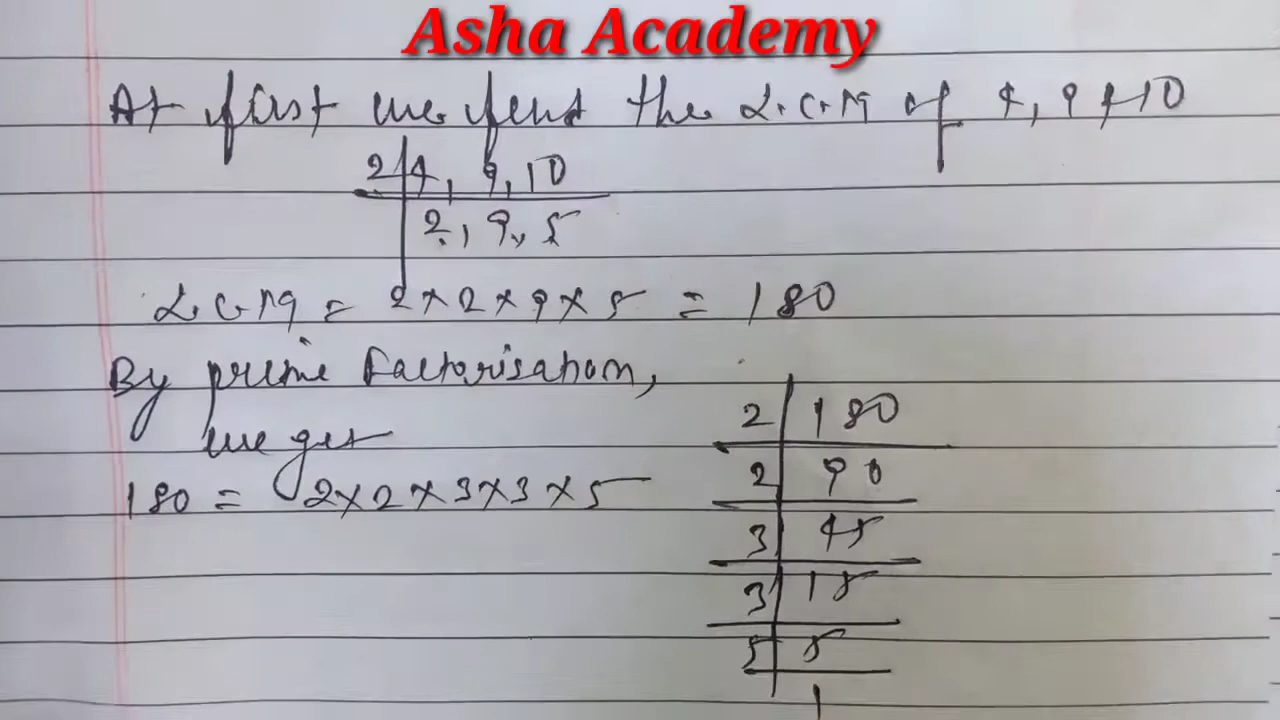 Asha Academy
At first we find the L.C.M of 4, 9 & 10
2 | 4, 9, 10
2, 9, 5
L.C.M = 2 × 2 × 9 × 5 = 180
By prime Factorisation,
we get
180 = 2 × 2 × 3 × 3 × 5
2 | 180
2 | 90
3 | 45
3 | 15
5 | 5
1